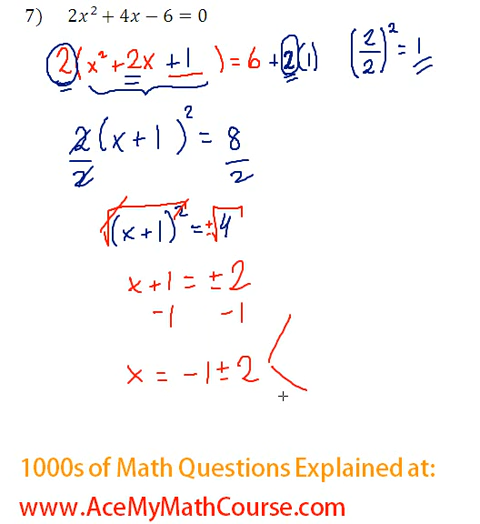 7) 2x² + 4x − 6 = 0
2(x² + 2x + 1 ) = 6 + 2(1) (2/2)² = 1
2(x + 1)² = 8
2 2
√(x+1)² = ±√4
x + 1 = ± 2
-1 -1
x = -1 ± 2
1000s of Math Questions Explained at:
www.AceMyMathCourse.com